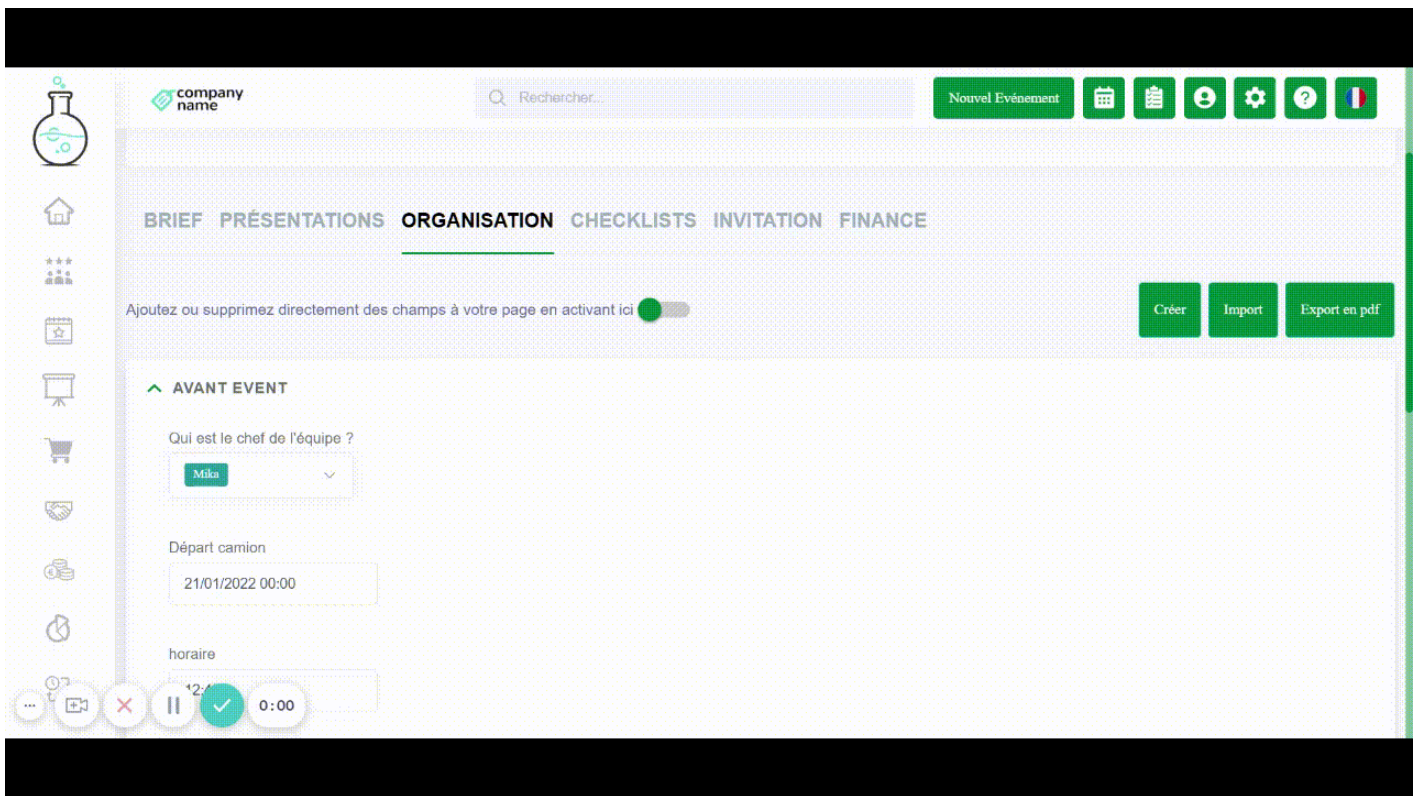 company
name
Rechercher...
Nouvel Evénement
BRIEF PRÉSENTATIONS ORGANISATION CHECKLISTS INVITATION FINANCE
Ajoutez ou supprimez directement des champs à votre page en activant ici
Créer Import Export en pdf
AVANT EVENT
Qui est le chef de l'équipe ?
Mika
Départ camion
21/01/2022 00:00
horaire
0:00